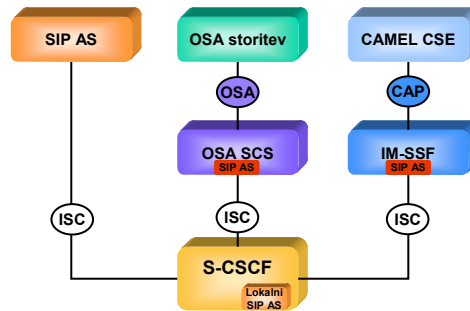 SIP AS
OSA storitev
CAMEL CSE
OSA
CAP
OSA SCS
SIP AS
IM-SSF
SIP AS
ISC
ISC
ISC
S-CSCF
Lokalni
SIP AS